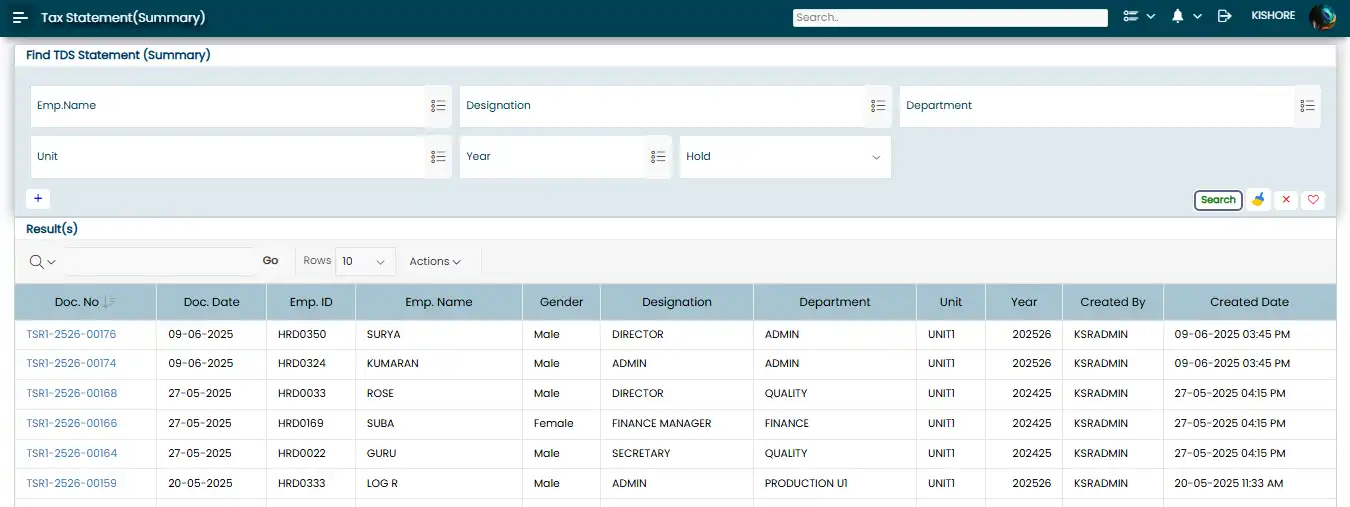 Tax Statement(Summary) Search.. KISHORE
Find TDS Statement (Summary)
Emp.Name Designation Department
Unit Year Hold
+ Search
Result(s)
Go Rows 10 Actions
Doc. No Doc. Date Emp. ID Emp. Name Gender Designation Department Unit Year Created By Created Date
TSR1-2526-00176 09-06-2025 HRD0350 SURYA Male DIRECTOR ADMIN UNIT1 202526 KSRADMIN 09-06-2025 03:45 PM
TSR1-2526-00174 09-06-2025 HRD0324 KUMARAN Male ADMIN ADMIN UNIT1 202526 KSRADMIN 09-06-2025 03:45 PM
TSR1-2526-00168 27-05-2025 HRD0033 ROSE Male DIRECTOR QUALITY UNIT1 202425 KSRADMIN 27-05-2025 04:15 PM
TSR1-2526-00166 27-05-2025 HRD0169 SUBA Female FINANCE MANAGER FINANCE UNIT1 202425 KSRADMIN 27-05-2025 04:15 PM
TSR1-2526-00164 27-05-2025 HRD0022 GURU Male SECRETARY QUALITY UNIT1 202425 KSRADMIN 27-05-2025 04:15 PM
TSR1-2526-00159 20-05-2025 HRD0333 LOG R Male ADMIN PRODUCTION U1 UNIT1 202526 KSRADMIN 20-05-2025 11:33 AM